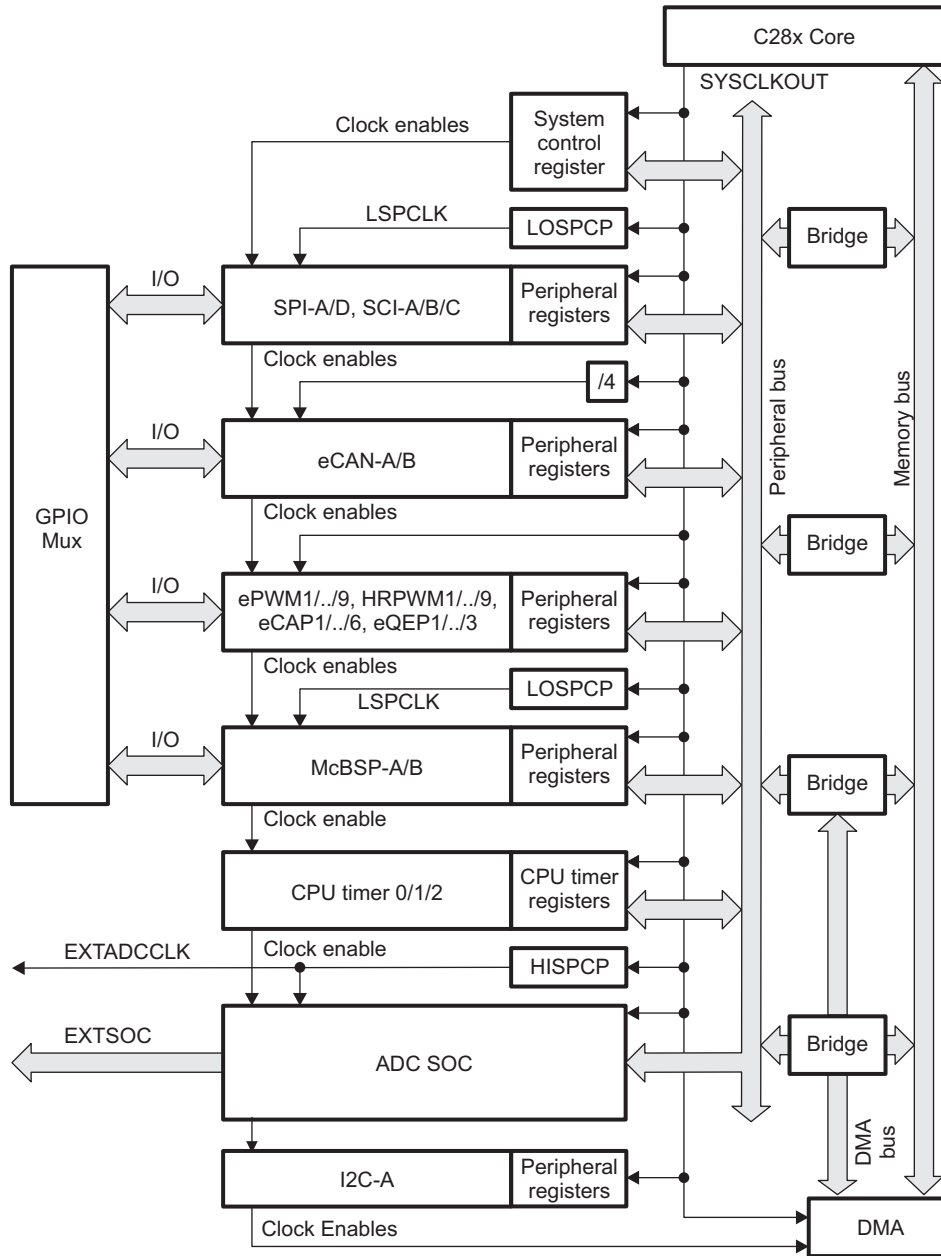 C28x Core
SYSCLKOUT
Clock enables
System
control
register
LSPCLK
LOSPCP
Bridge
I/O
SPI-A/D, SCI-A/B/C
Peripheral
registers
Clock enables
/4
Peripheral bus
Memory bus
I/O
eCAN-A/B
Peripheral
registers
Clock enables
GPIO
Mux
Bridge
I/O
ePWM1/../9, HRPWM1/../9,
eCAP1/../6, eQEP1/../3
Peripheral
registers
Clock enables
LSPCLK
LOSPCP
I/O
McBSP-A/B
Peripheral
registers
Bridge
Clock enable
CPU timer 0/1/2
CPU timer
registers
EXTADCCLK
Clock enable
HISPCP
EXTSOC
ADC SOC
Bridge
DMA
bus
I2C-A
Peripheral
registers
Clock Enables
DMA